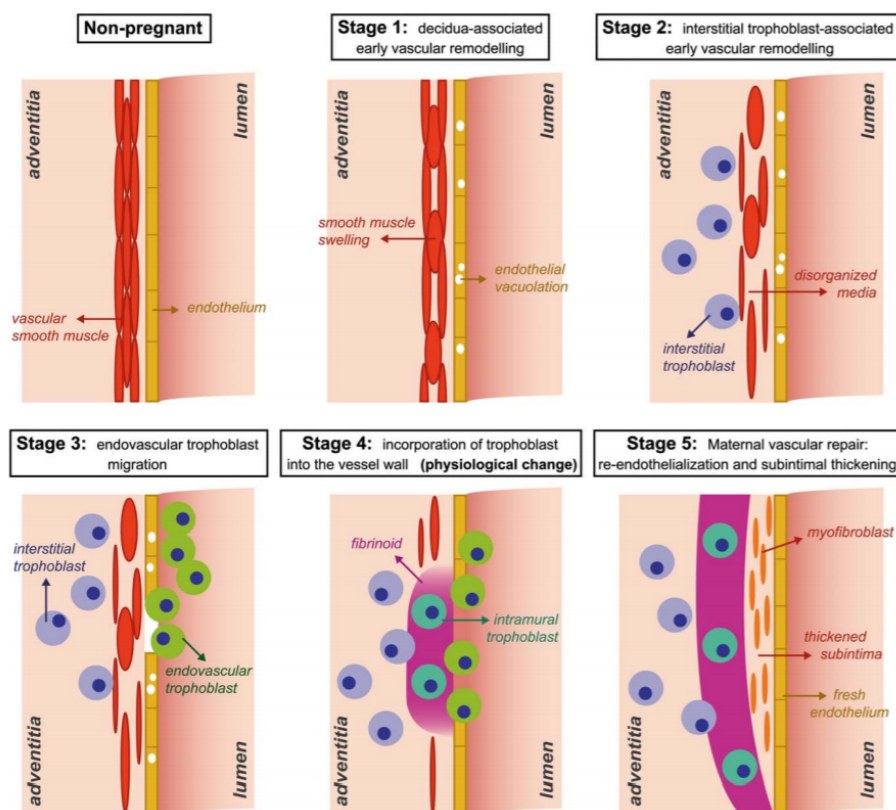 Non-pregnant
adventitia
lumen
vascular
smooth muscle
endothelium
Stage 1: decidua-associated
early vascular remodelling
adventitia
lumen
smooth muscle
swelling
endothelial
vacuolation
Stage 2: interstitial trophoblast-associated
early vascular remodelling
adventitia
lumen
disorganized
media
interstitial
trophoblast
Stage 3: endovascular trophoblast
migration
interstitial
trophoblast
endovascular
trophoblast
adventitia
lumen
Stage 4: incorporation of trophoblast
into the vessel wall (physiological change)
fibrinoid
intramural
trophoblast
adventitia
lumen
Stage 5: Maternal vascular repair:
re-endothelialization and subintimal thickening
myofibroblast
thickened
subintima
fresh
endothelium
adventitia
lumen